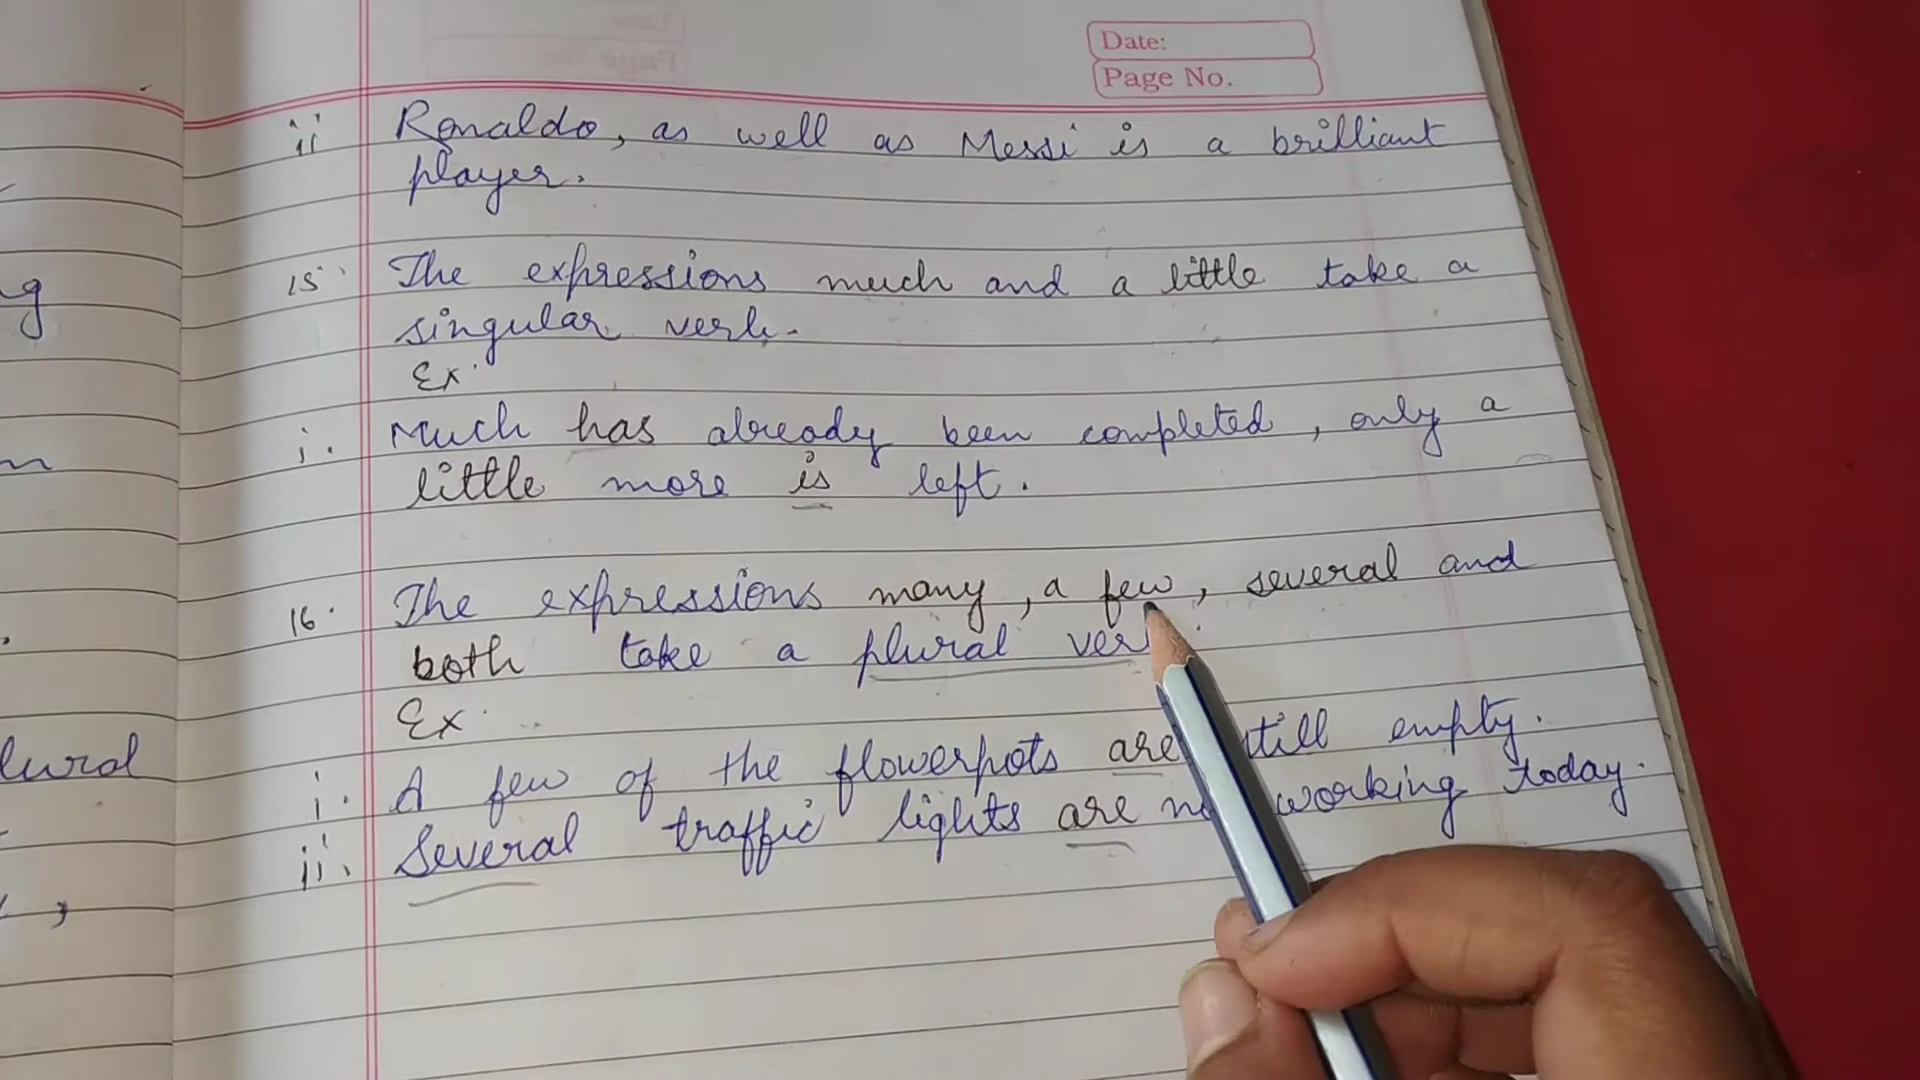 Date:
Page No.
ii Ronaldo, as well as Messi is a brilliant
player.
15. The expressions much and a little take a
singular verb.
Ex.
i. Much has already been completed, only a
little more is left.
16. The expressions many, a few, several and
both take a plural ver
Ex.
i. A few of the flowerpots are still empty.
ii. Several traffic lights are no working today.
g
n
lural